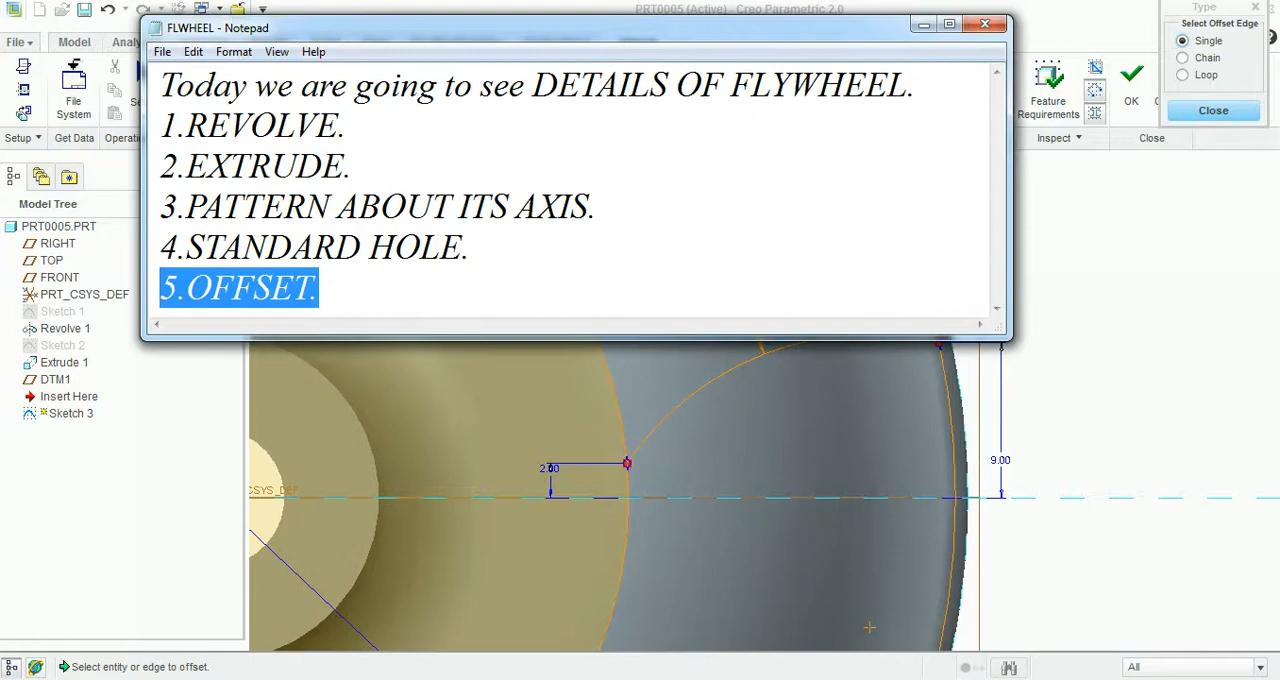 PRT0005 (Active) - Creo Parametric 2.0
Type
FLWHEEL - Notepad
Select Offset Edge
File
Model
Single
File Edit Format View Help
Chain
Loop
Today we are going to see DETAILS OF FLYWHEEL.
File
System
Feature
Requirements
OK
Close
1.REVOLVE.
Setup
Get Data
Inspect
Close
2.EXTRUDE.
Model Tree
3.PATTERN ABOUT ITS AXIS.
PRT0005.PRT
RIGHT
4.STANDARD HOLE.
TOP
FRONT
5.OFFSET.
PRT_CSYS_DEF
Sketch 1
Revolve 1
Sketch 2
Extrude 1
DTM1
Insert Here
Sketch 3
9.00
CSYS_DEF
Select entity or edge to offset.
All